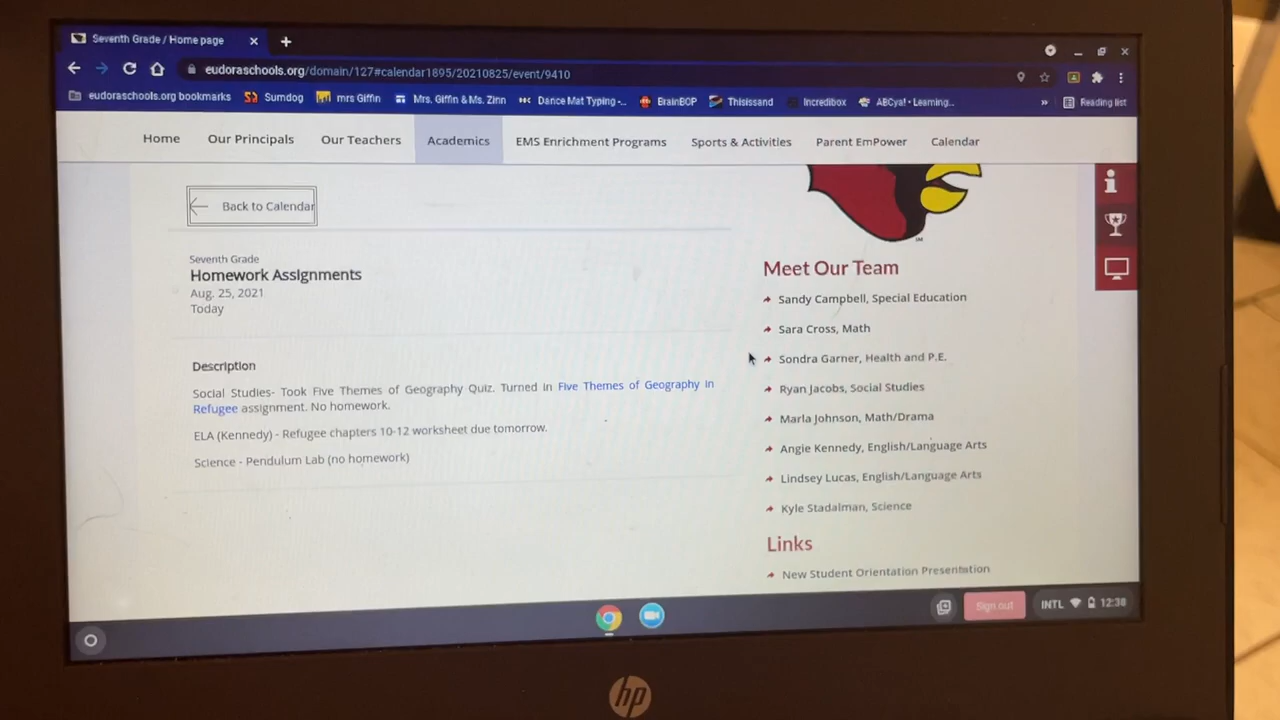 Seventh Grade / Home page
eudoraschools.org/domain/127#calendar1895/20210825/event/9410
eudoraschools.org bookmarks Sumdog mrs Giffin Mrs. Giffin & Ms. Zinn Dance Mat Typing -... BrainBOP Thisissand Incredibox ABCya! • Learning... » Reading list
Home Our Principals Our Teachers Academics EMS Enrichment Programs Sports & Activities Parent EmPower Calendar
Back to Calendar
Seventh Grade
Homework Assignments
Aug. 25, 2021
Today
Description
Social Studies- Took Five Themes of Geography Quiz. Turned in Five Themes of Geography in
Refugee assignment. No homework.
ELA (Kennedy) - Refugee chapters 10-12 worksheet due tomorrow.
Science - Pendulum Lab (no homework)
Meet Our Team
Sandy Campbell, Special Education
Sara Cross, Math
Sondra Garner, Health and P.E.
Ryan Jacobs, Social Studies
Marla Johnson, Math/Drama
Angie Kennedy, English/Language Arts
Lindsey Lucas, English/Language Arts
Kyle Stadalman, Science
Links
New Student Orientation Presentation
Sign out INTL 12:38
hp